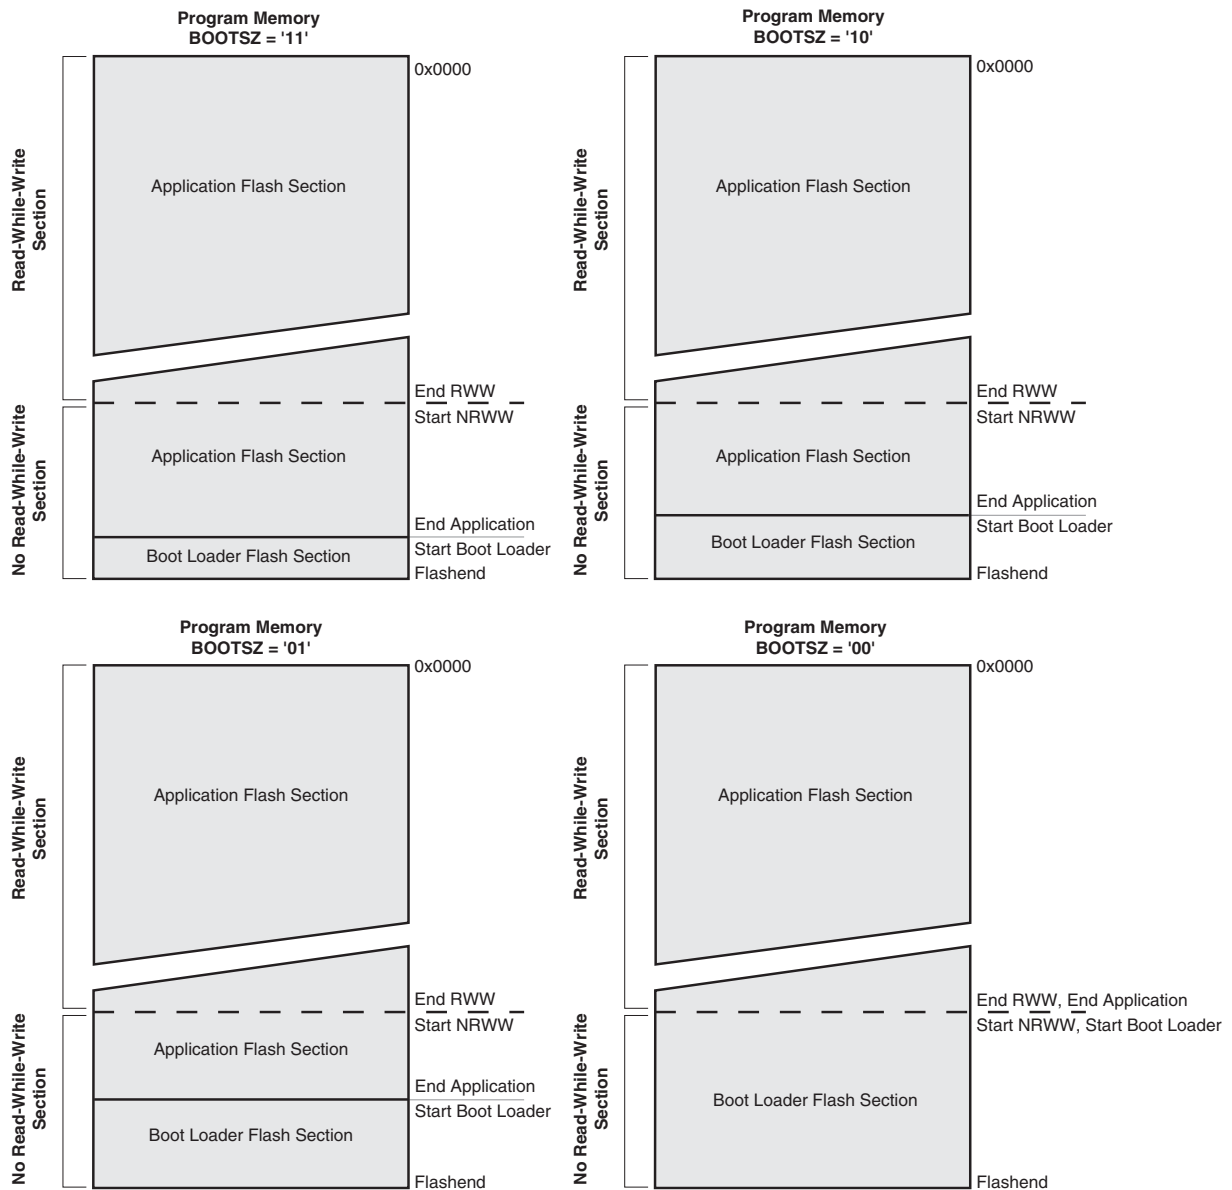 Program Memory
BOOTSZ = '11'
0x0000
Read-While-Write
Section
Application Flash Section
End RWW
Start NRWW
No Read-While-Write
Section
Application Flash Section
End Application
Start Boot Loader
Boot Loader Flash Section
Flashend
Program Memory
BOOTSZ = '10'
0x0000
Read-While-Write
Section
Application Flash Section
End RWW
Start NRWW
No Read-While-Write
Section
Application Flash Section
End Application
Start Boot Loader
Boot Loader Flash Section
Flashend
Program Memory
BOOTSZ = '01'
0x0000
Read-While-Write
Section
Application Flash Section
End RWW
Start NRWW
No Read-While-Write
Section
Application Flash Section
End Application
Start Boot Loader
Boot Loader Flash Section
Flashend
Program Memory
BOOTSZ = '00'
0x0000
Read-While-Write
Section
Application Flash Section
End RWW, End Application
Start NRWW, Start Boot Loader
No Read-While-Write
Section
Boot Loader Flash Section
Flashend